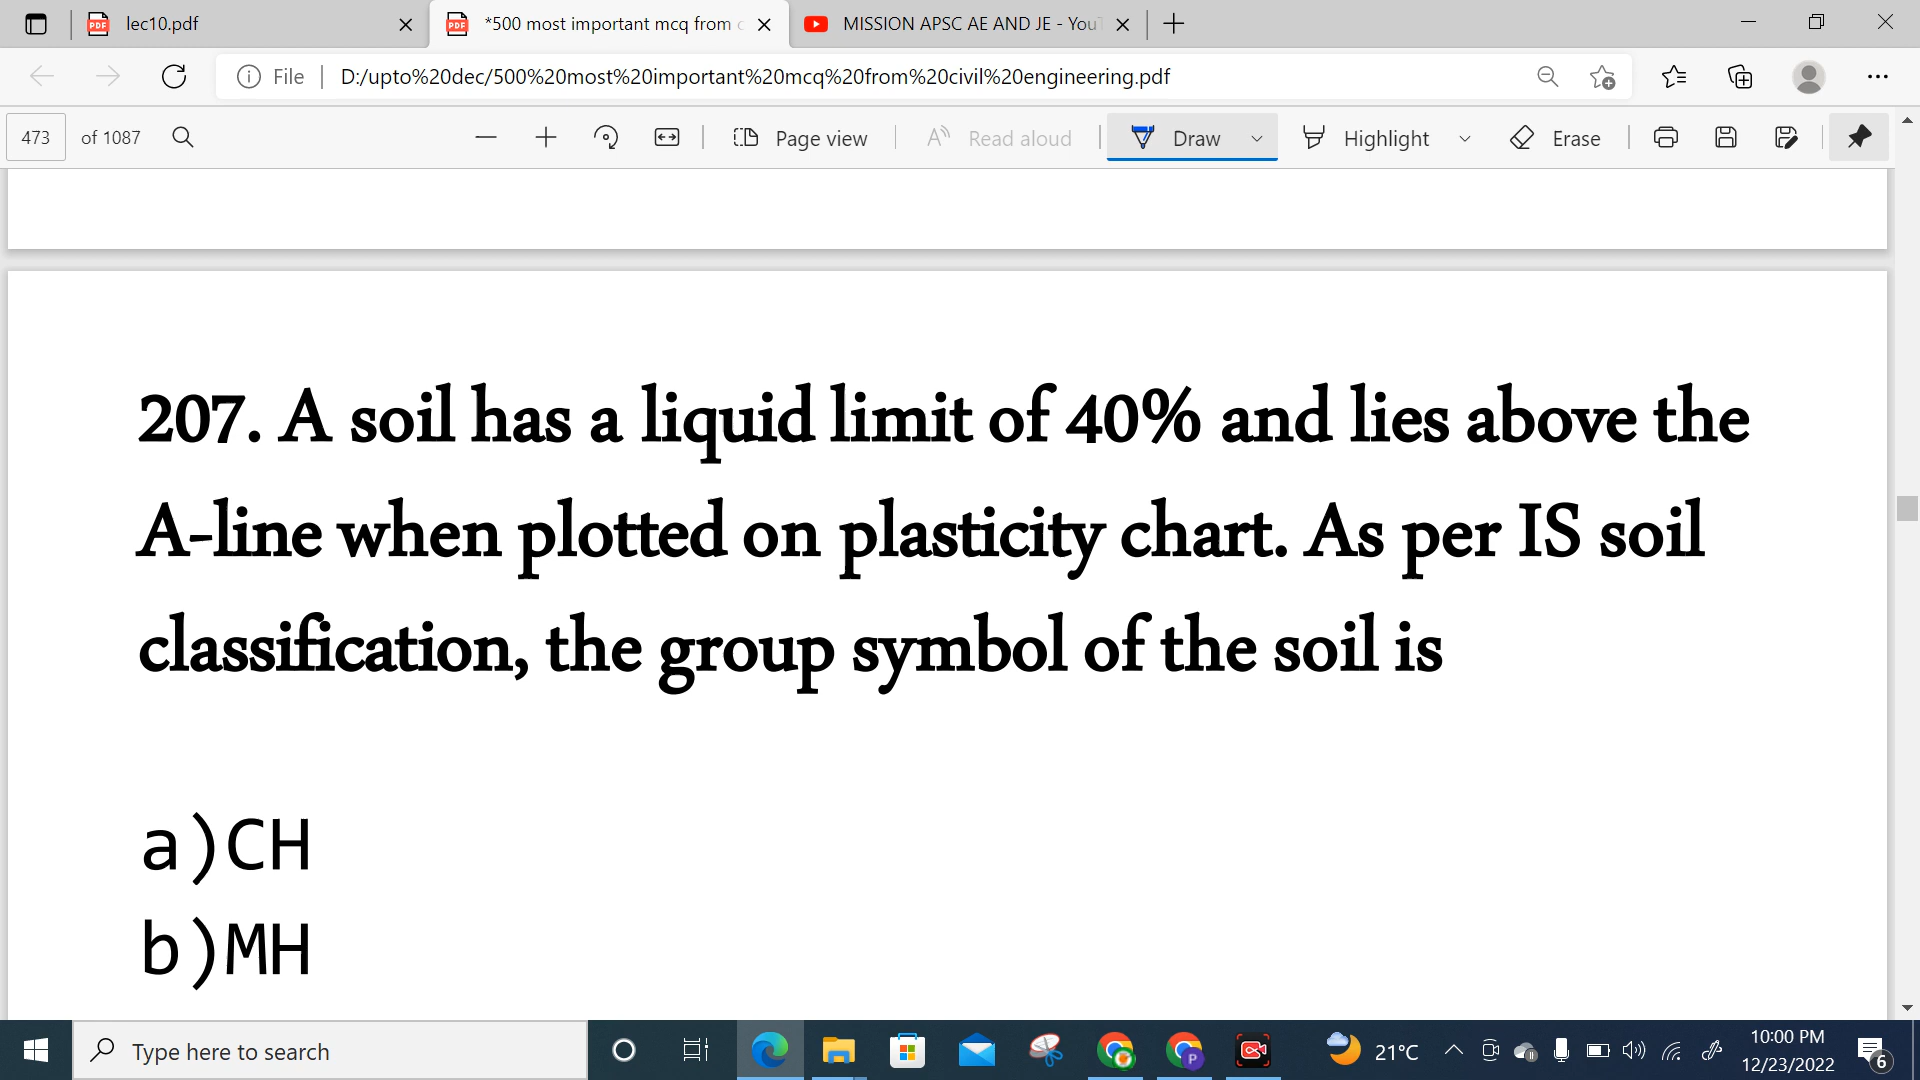 lec10.pdf
*500 most important mcq from c
MISSION APSC AE AND JE - YouT
File
D:/upto%20dec/500%20most%20important%20mcq%20from%20civil%20engineering.pdf
473 of 1087
Page view
Read aloud
Draw
Highlight
Erase
207. A soil has a liquid limit of 40% and lies above the
A-line when plotted on plasticity chart. As per IS soil
classification, the group symbol of the soil is
a)CH
b)MH
Type here to search
21°C
10:00 PM
12/23/2022
6